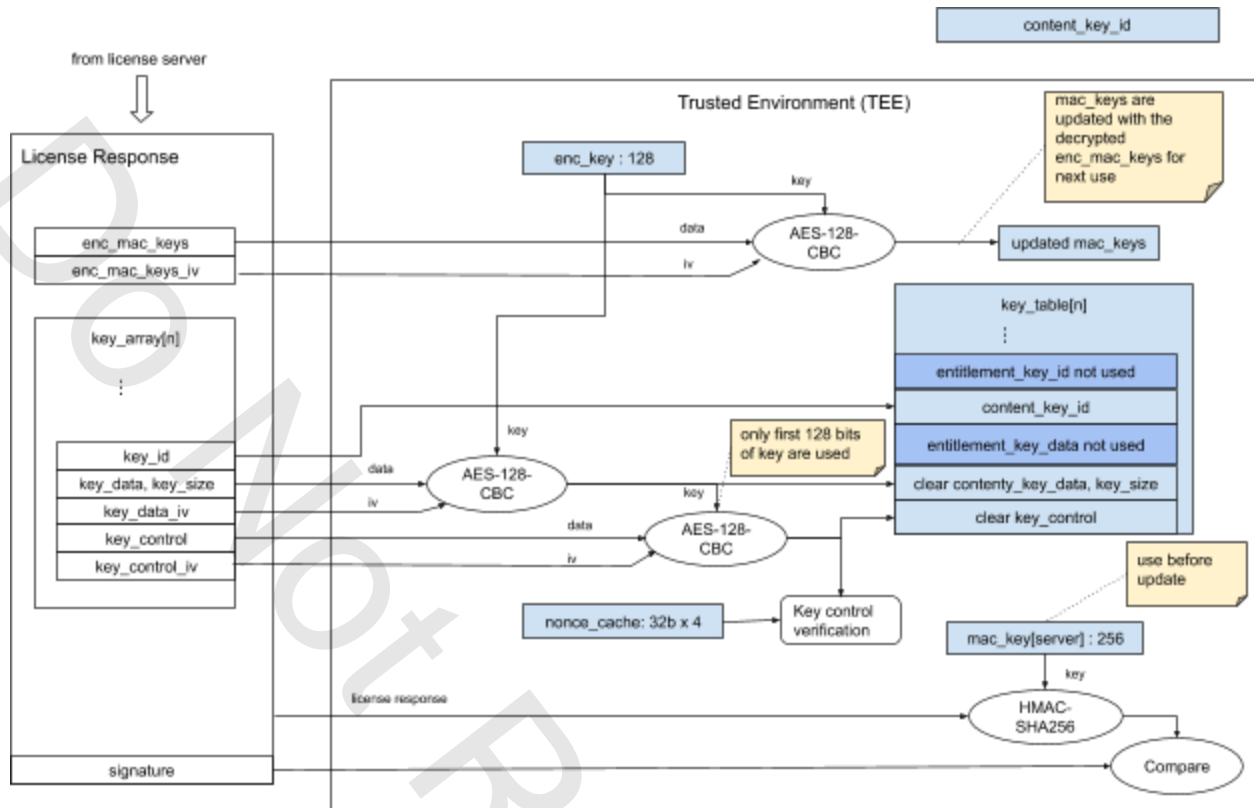 content_key_id
from license server
Trusted Environment (TEE)
mac_keys are
updated with the
decrypted
enc_mac_keys for
next use
License Response
enc_key : 128
key
enc_mac_keys
data
AES-128-
CBC
updated mac_keys
enc_mac_keys_iv
iv
key_array[n]
⋮
key_table[n]
⋮
entitlement_key_id not used
content_key_id
entitlement_key_data not used
clear contenty_key_data, key_size
clear key_control
key
only first 128 bits
of key are used
key_id
key_data, key_size
key_data_iv
key_control
key_control_iv
data
iv
AES-128-
CBC
key
data
iv
AES-128-
CBC
use before
update
nonce_cache: 32b x 4
Key control
verification
mac_key[server] : 256
key
license response
HMAC-
SHA256
signature
Compare
Do Not R